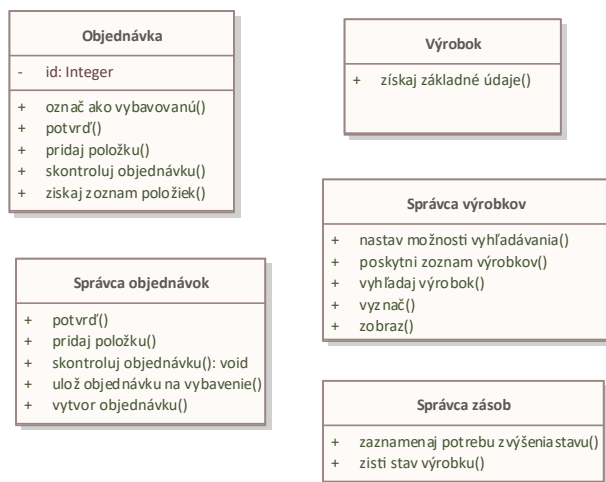 Objednávka
- id: Integer
+ označ ako vybavovanú()
+ potvrď()
+ pridaj položku()
+ skontroluj objednávku()
+ ziskaj zoznam položiek()
Výrobok
+ získaj základné údaje()
Správca výrobkov
+ nastav možnosti vyhľadávania()
+ poskytni zoznam výrobkov()
+ vyhľadaj výrobok()
+ vyznač()
+ zobraz()
Správca objednávok
+ potvrď()
+ pridaj položku()
+ skontroluj objednávku(): void
+ ulož objednávku na vybavenie()
+ vytvor objednávku()
Správca zásob
+ zaznamenaj potrebu zvýšenia stavu()
+ zisti stav výrobku()